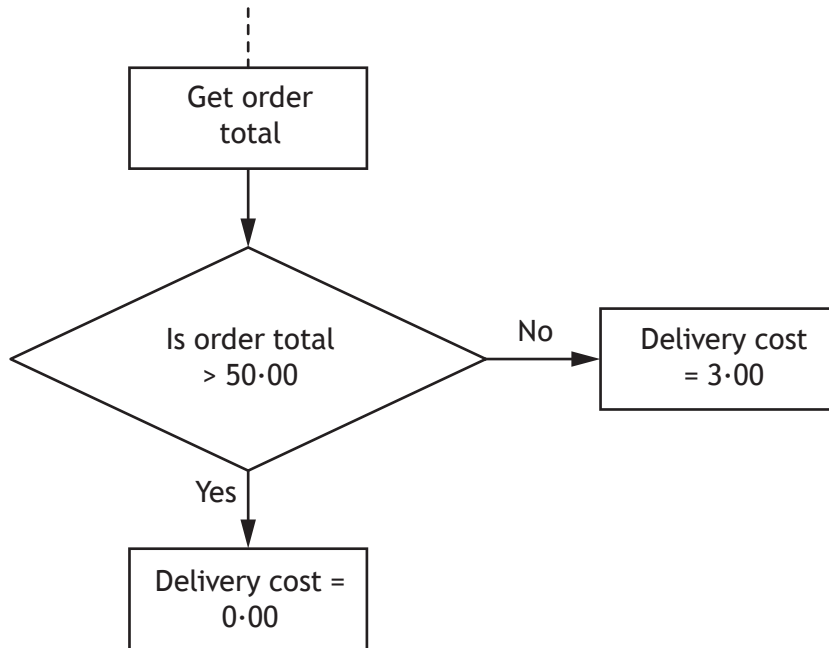 Get order
total
Is order total
> 50·00
No
Delivery cost
= 3·00
Yes
Delivery cost =
0·00